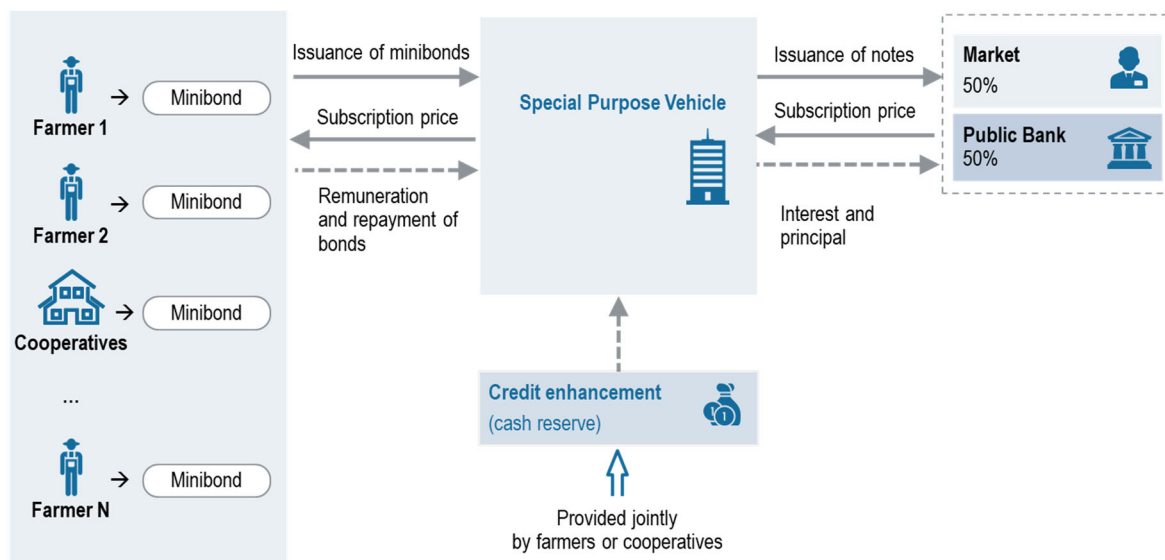 Farmer 1
Minibond
Farmer 2
Minibond
Cooperatives
Minibond
...
Farmer N
Minibond
Issuance of minibonds
Subscription price
Remuneration
and repayment of
bonds
Special Purpose Vehicle
Credit enhancement
(cash reserve)
1
1
Provided jointly
by farmers or cooperatives
Issuance of notes
Subscription price
Interest and
principal
Market
50%
Public Bank
50%